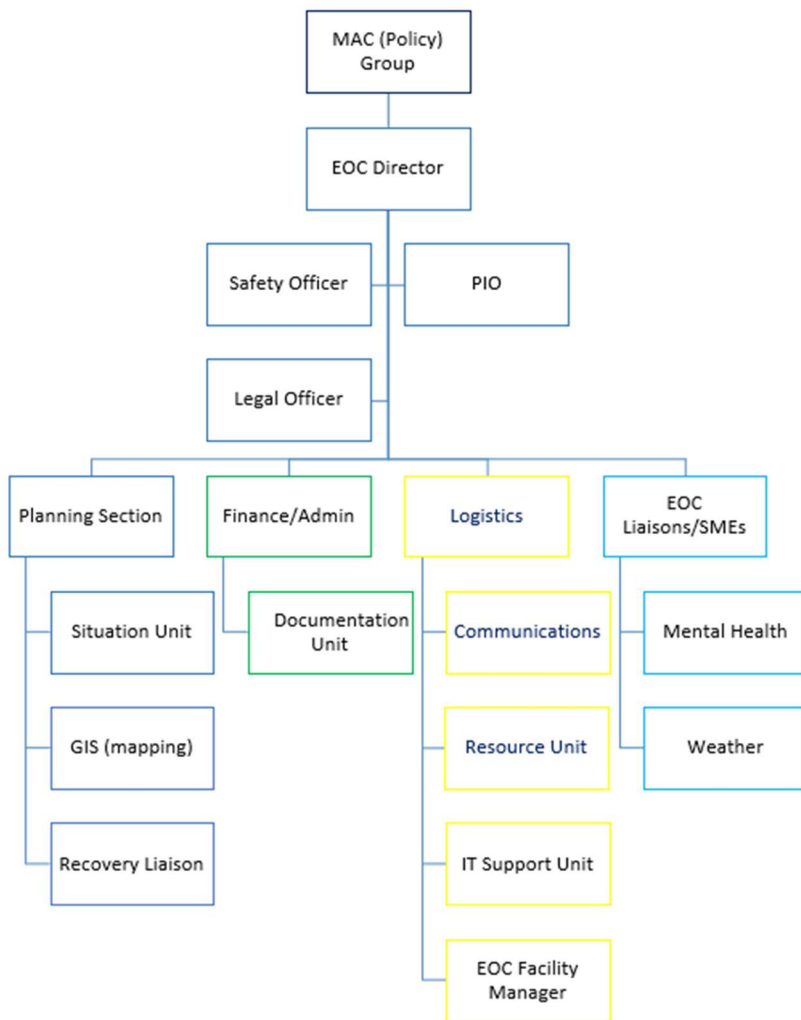 MAC (Policy)
Group
EOC Director
Safety Officer
PIO
Legal Officer
Planning Section
Finance/Admin
Logistics
EOC
Liaisons/SMEs
Situation Unit
Documentation
Unit
Communications
Mental Health
GIS (mapping)
Resource Unit
Weather
Recovery Liaison
IT Support Unit
EOC Facility
Manager